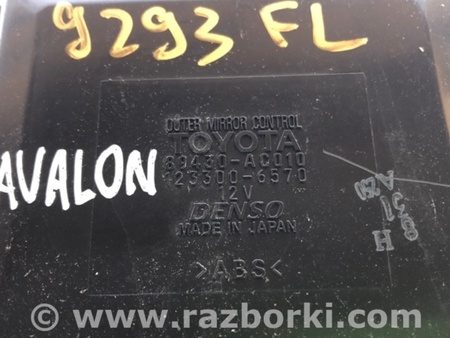 9293 FL
OUTER MIRROR CONTROL
TOYOTA
89430-AC010
AVALON
123300-6570
12V
DENSO
MADE IN JAPAN
>ABS<
H
831
© www.razborki.com